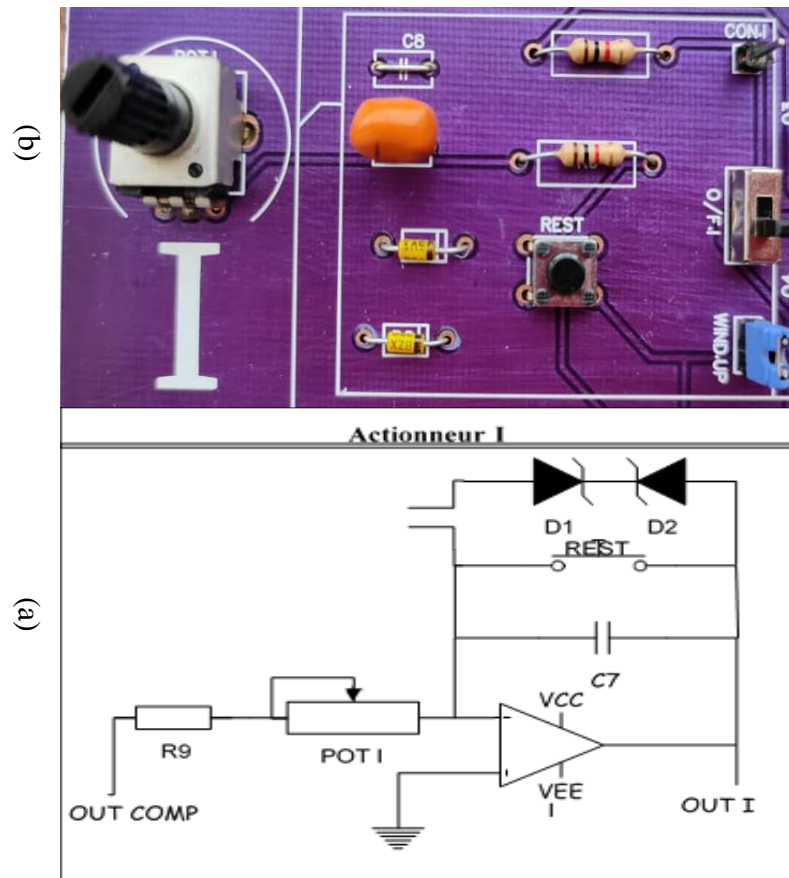 (b)
POT I
C8
CON.I
O/F.I
REST
WIND.UP
I
Actionneur I
(a)
D1
D2
REST
C7
VCC
R9
POT I
VEE
I
OUT COMP
OUT I